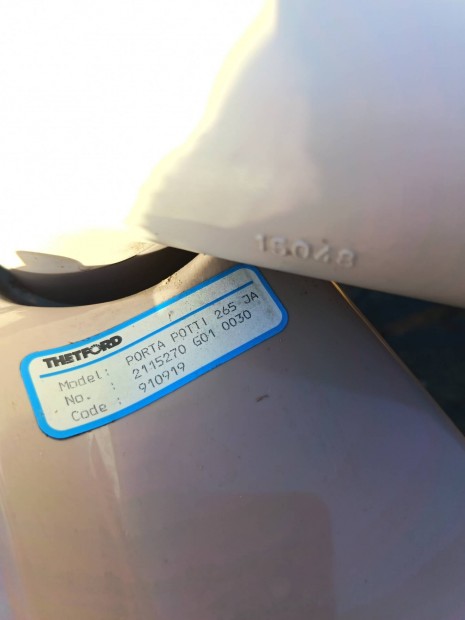 THETFORD
Model: PORTA POTTI 265 JA
No. : 2115270 G01 0030
Code : 910919